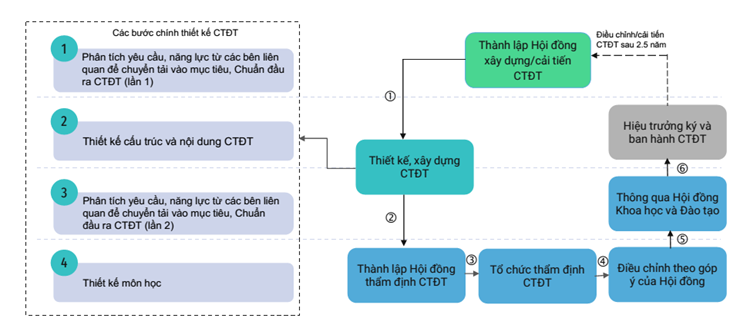 Các bước chính thiết kế CTĐT
1
Phân tích yêu cầu, năng lực từ các bên liên
quan để chuyển tải vào mục tiêu, Chuẩn đầu
ra CTĐT (lần 1)
2
Thiết kế cấu trúc và nội dung CTĐT
3
Phân tích yêu cầu, năng lực từ các bên liên
quan để chuyển tải vào mục tiêu, Chuẩn
đầu ra CTĐT (lần 2)
4
Thiết kế môn học
Thành lập Hội đồng
xây dựng/cải tiến
CTĐT
Điều chỉnh/cải tiến
CTĐT sau 2.5 năm
①
Thiết kế, xây dựng
CTĐT
②
Thành lập Hội đồng
thẩm định CTĐT
③
Tổ chức thẩm định
CTĐT
④
Điều chỉnh theo góp
ý của Hội đồng
⑤
Thông qua Hội đồng
Khoa học và Đào tạo
⑥
Hiệu trưởng ký và
ban hành CTĐT